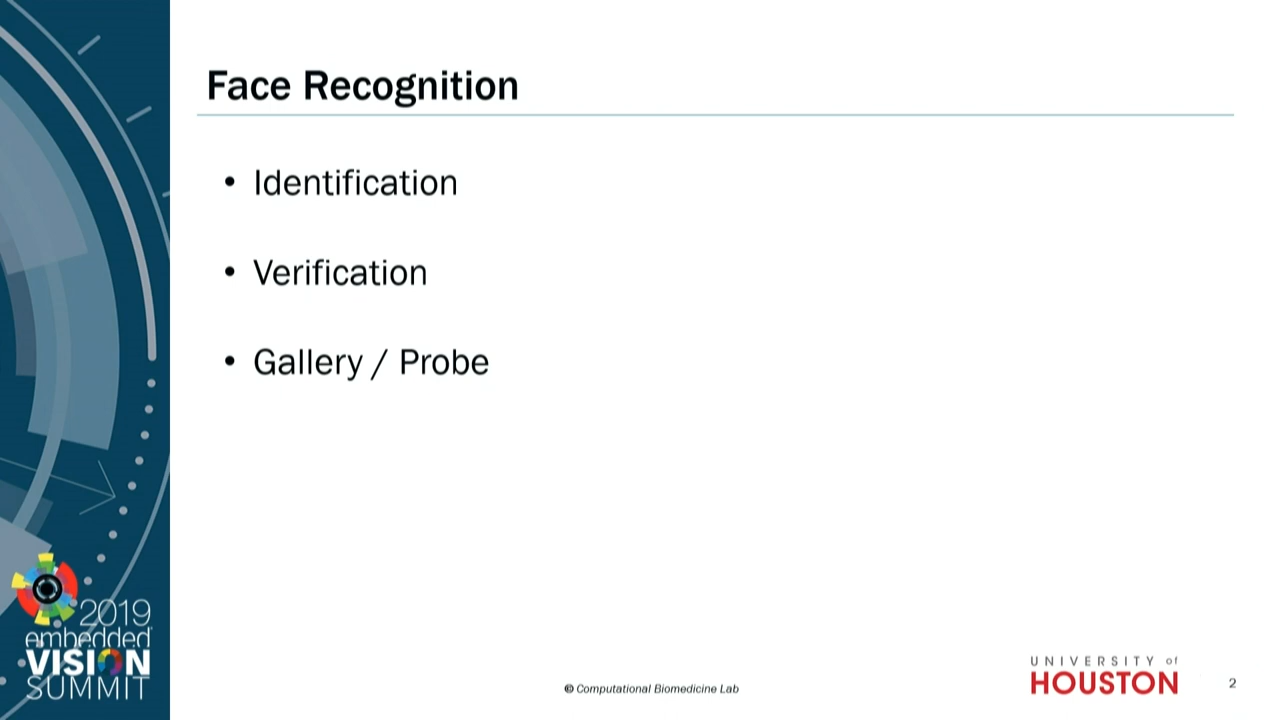 Face Recognition
• Identification
• Verification
• Gallery / Probe
2019
embedded
VISION
SUMMIT
© Computational Biomedicine Lab
UNIVERSITY of
HOUSTON
2